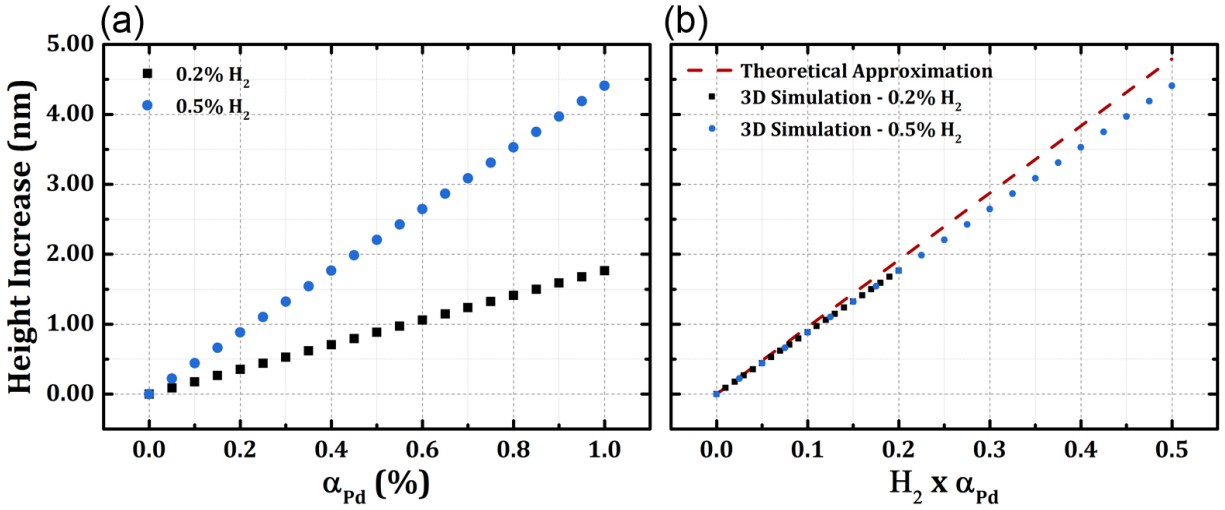 (a)
5.00
4.00
3.00
2.00
1.00
0.00
Height Increase (nm)
0.2% H₂
0.5% H₂
0.0 0.2 0.4 0.6 0.8 1.0
α_Pd (%)
(b)
Theoretical Approximation
3D Simulation - 0.2% H₂
3D Simulation - 0.5% H₂
0.0 0.1 0.2 0.3 0.4 0.5
H₂ x α_Pd